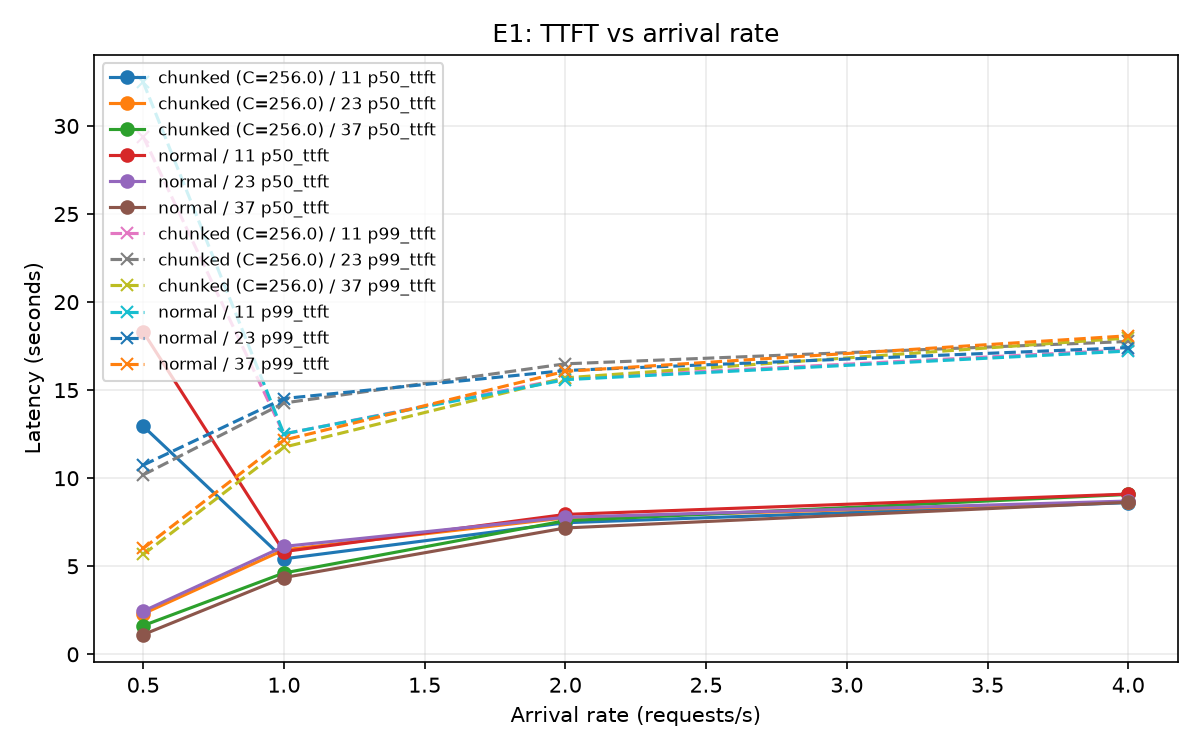 E1: TTFT vs arrival rate
chunked (C=256.0) / 11 p50_ttft
chunked (C=256.0) / 23 p50_ttft
chunked (C=256.0) / 37 p50_ttft
normal / 11 p50_ttft
normal / 23 p50_ttft
normal / 37 p50_ttft
chunked (C=256.0) / 11 p99_ttft
chunked (C=256.0) / 23 p99_ttft
chunked (C=256.0) / 37 p99_ttft
normal / 11 p99_ttft
normal / 23 p99_ttft
normal / 37 p99_ttft
Latency (seconds)
30
25
20
15
10
5
0
0.5 1.0 1.5 2.0 2.5 3.0 3.5 4.0
Arrival rate (requests/s)